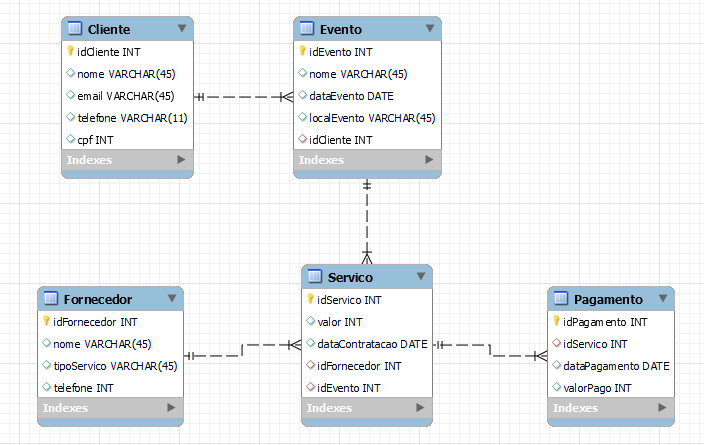 Cliente
idCliente INT
nome VARCHAR(45)
email VARCHAR(45)
telefone VARCHAR(11)
cpf INT
Indexes
Evento
idEvento INT
nome VARCHAR(45)
dataEvento DATE
localEvento VARCHAR(45)
idCliente INT
Indexes
Fornecedor
idFornecedor INT
nome VARCHAR(45)
tipoServico VARCHAR(45)
telefone INT
Indexes
Servico
idServico INT
valor INT
dataContratacao DATE
idFornecedor INT
idEvento INT
Indexes
Pagamento
idPagamento INT
idServico INT
dataPagamento DATE
valorPago INT
Indexes